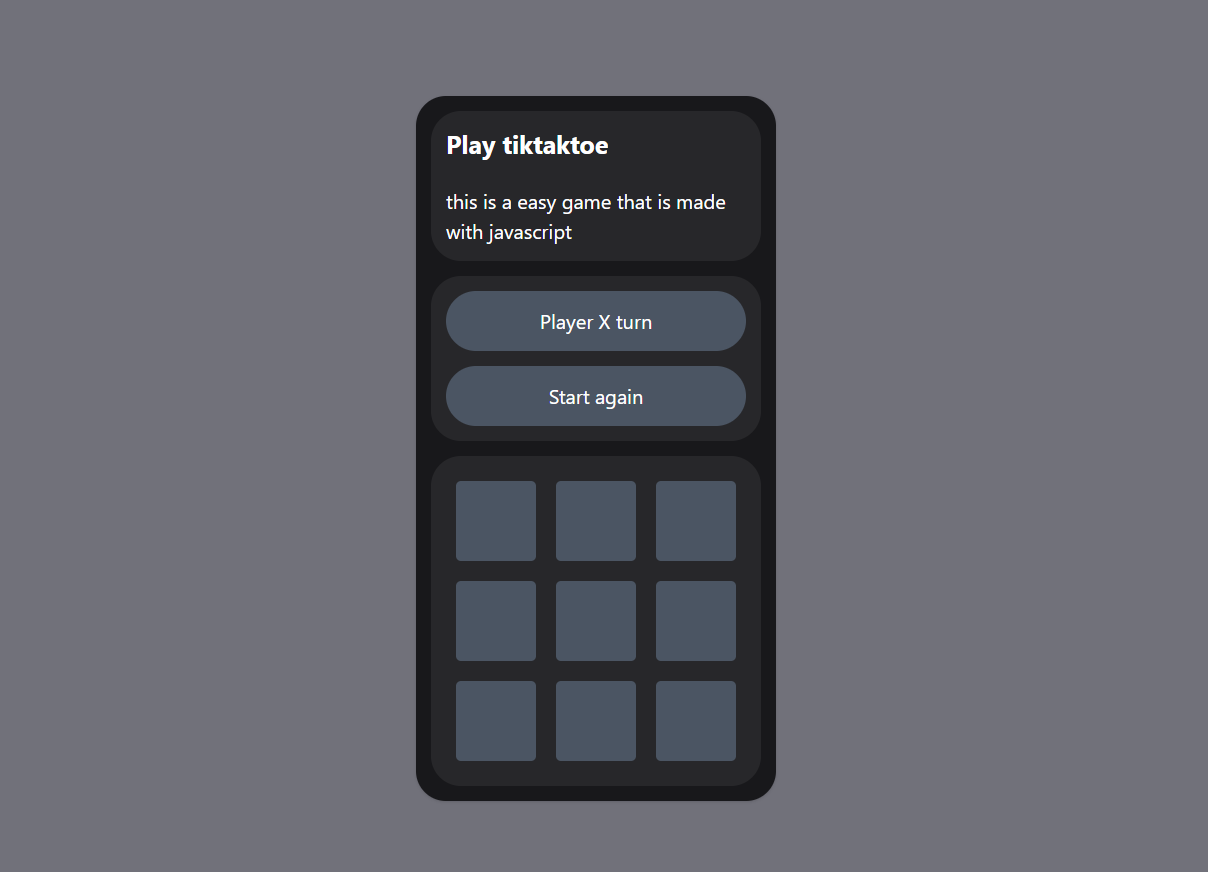 Play tiktaktoe
this is a easy game that is made
with javascript
Player X turn
Start again